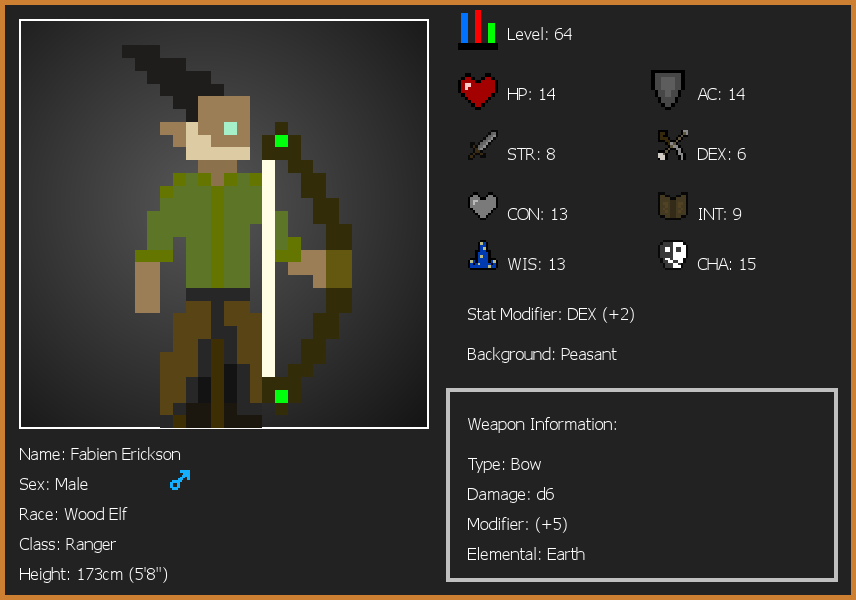 Level: 64
HP: 14
AC: 14
STR: 8
DEX: 6
CON: 13
INT: 9
WIS: 13
CHA: 15
Stat Modifier: DEX (+2)
Background: Peasant
Weapon Information:
Type: Bow
Damage: d6
Modifier: (+5)
Elemental: Earth
Name: Fabien Erickson
Sex: Male
Race: Wood Elf
Class: Ranger
Height: 173cm (5'8")